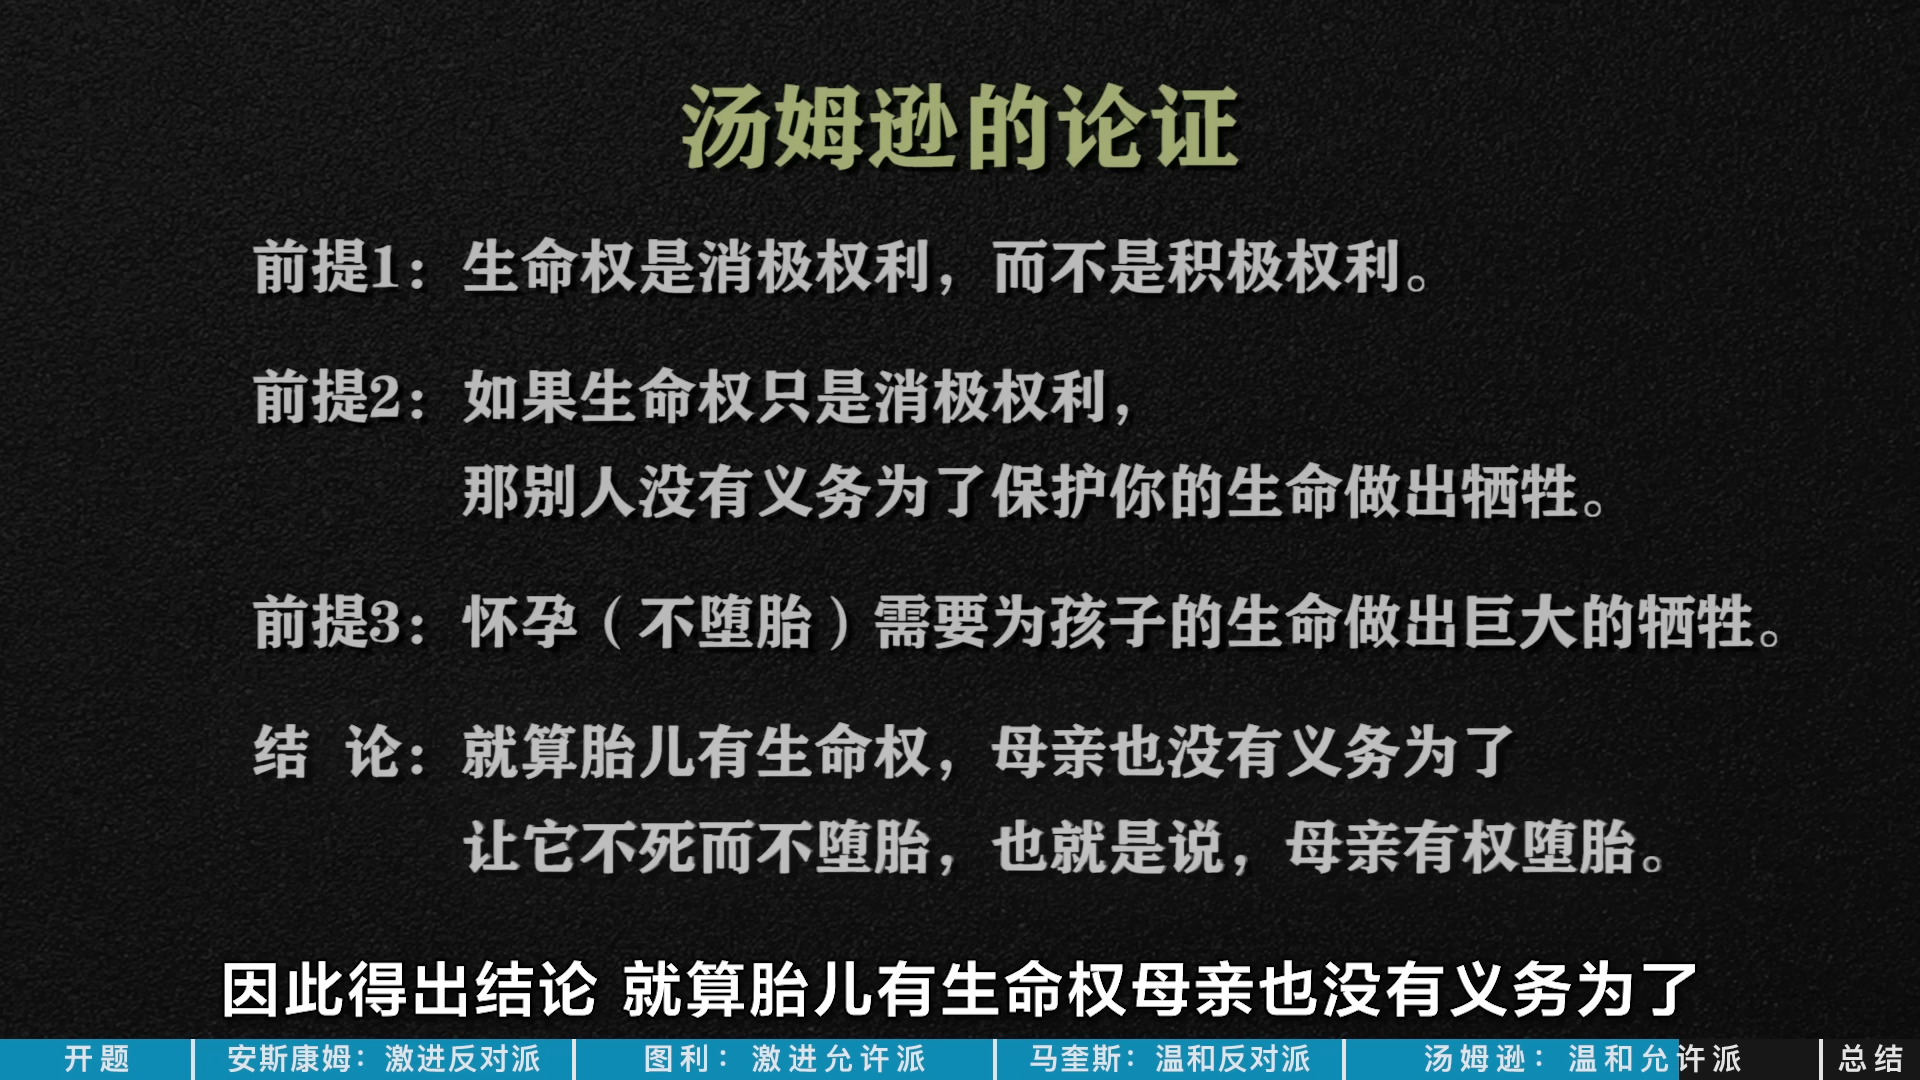 汤姆逊的论证
前提1：生命权是消极权利，而不是积极权利。
前提2：如果生命权只是消极权利，
那别人没有义务为了保护你的生命做出牺牲。
前提3：怀孕（不堕胎）需要为孩子的生命做出巨大的牺牲。
结 论：就算胎儿有生命权，母亲也没有义务为了
让它不死而不堕胎，也就是说，母亲有权堕胎。
因此得出结论 就算胎儿有生命权母亲也没有义务为了
开题 安斯康姆：激进反对派 图利：激进允许派 马奎斯：温和反对派 汤姆逊：温和允许派 总结